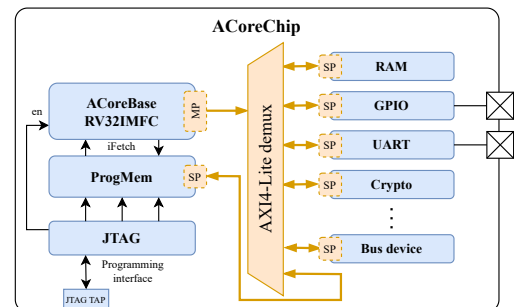 ACoreChip
en
ACoreBase
RV32IMFC
MP
iFetch
ProgMem
SP
JTAG
Programming
interface
JTAG TAP
AXI4-Lite demux
SP
RAM
SP
GPIO
SP
UART
SP
Crypto
SP
Bus device